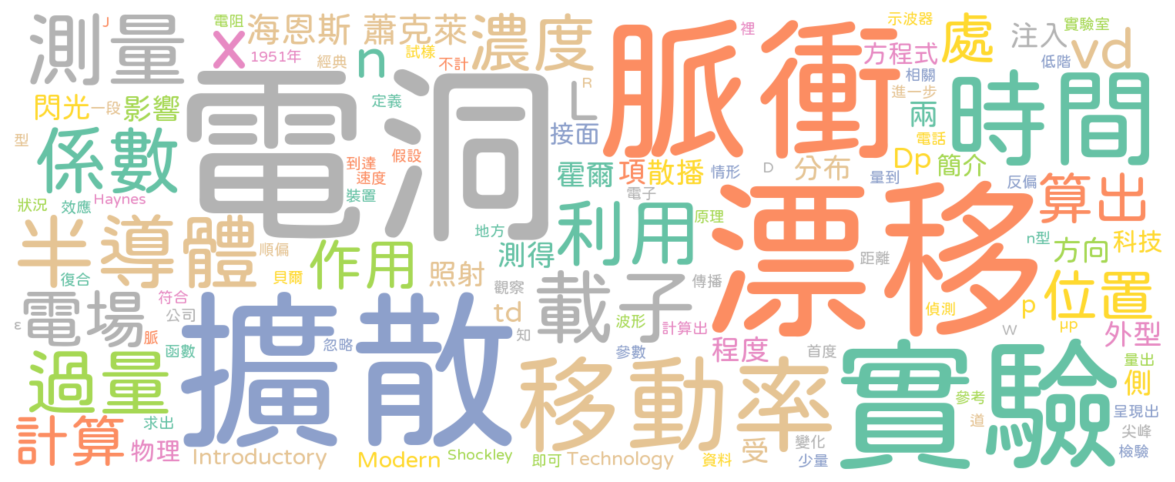 測量
J
電阻
x
海恩斯
蕭克萊
1951年
經典
n
試樣
不計
濃度
R
L
脈衝
裡
示波器
方程式
處
注入
實驗室
低階
vd
相關
進一步
兩
時間
閃光
一段
影響
定義
電洞
接面
型
係數
到達
假設
速度
霍爾
項
散播
情形
電話
Dp
簡介
D
分布
量到
反偏
算出
狀況
效應
Haynes
裝置
電子
漂移
地方
利用
原理
n型
方向
科技
半導體
順偏
作用
測得
距離
復合
貝爾
照射
觀察
載子
傳播
偵測
p
位置
電場
符合
公司
td
波形
計算出
μp
外型
ε
脈
知
w
函數
忽略
參數
程度
首度
量出
過量
擴散
移動率
實驗
側
參考
道
呈現出
尖峰
求出
計算
物理
Introductory
Modern
Shockley
即可
Technology
資料
受
變化
少量
檢驗